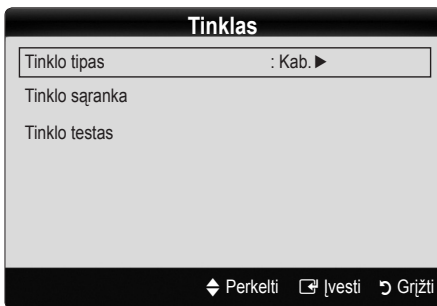 Tinklas
Tinklo tipas : Kab.►
Tinklo sąranka
Tinklo testas
Perkelti Įvesti Grįžti